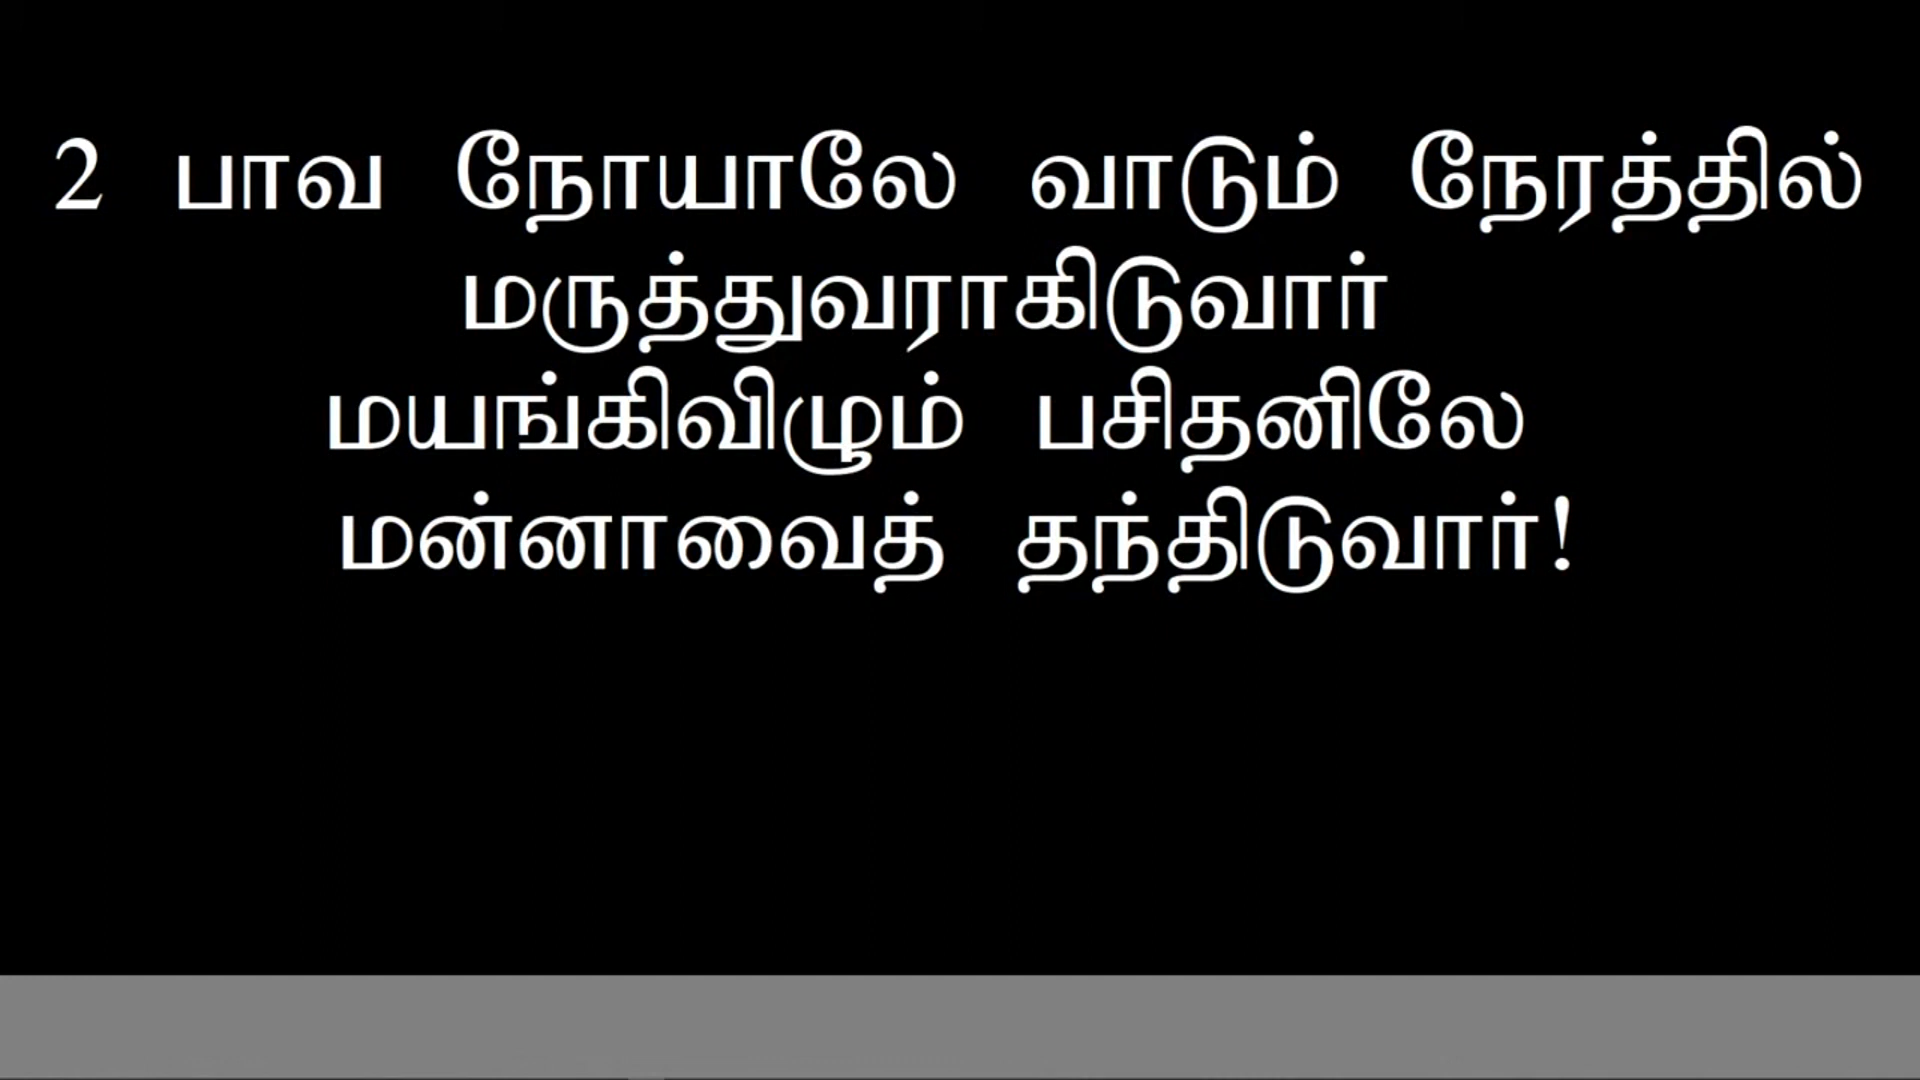 2 பாவ நோயாலே வாடும் நேரத்தில்
மருத்துவராகிடுவார்
மயங்கிவிழும் பசிதனிலே
மன்னாவைத் தந்திடுவார்!